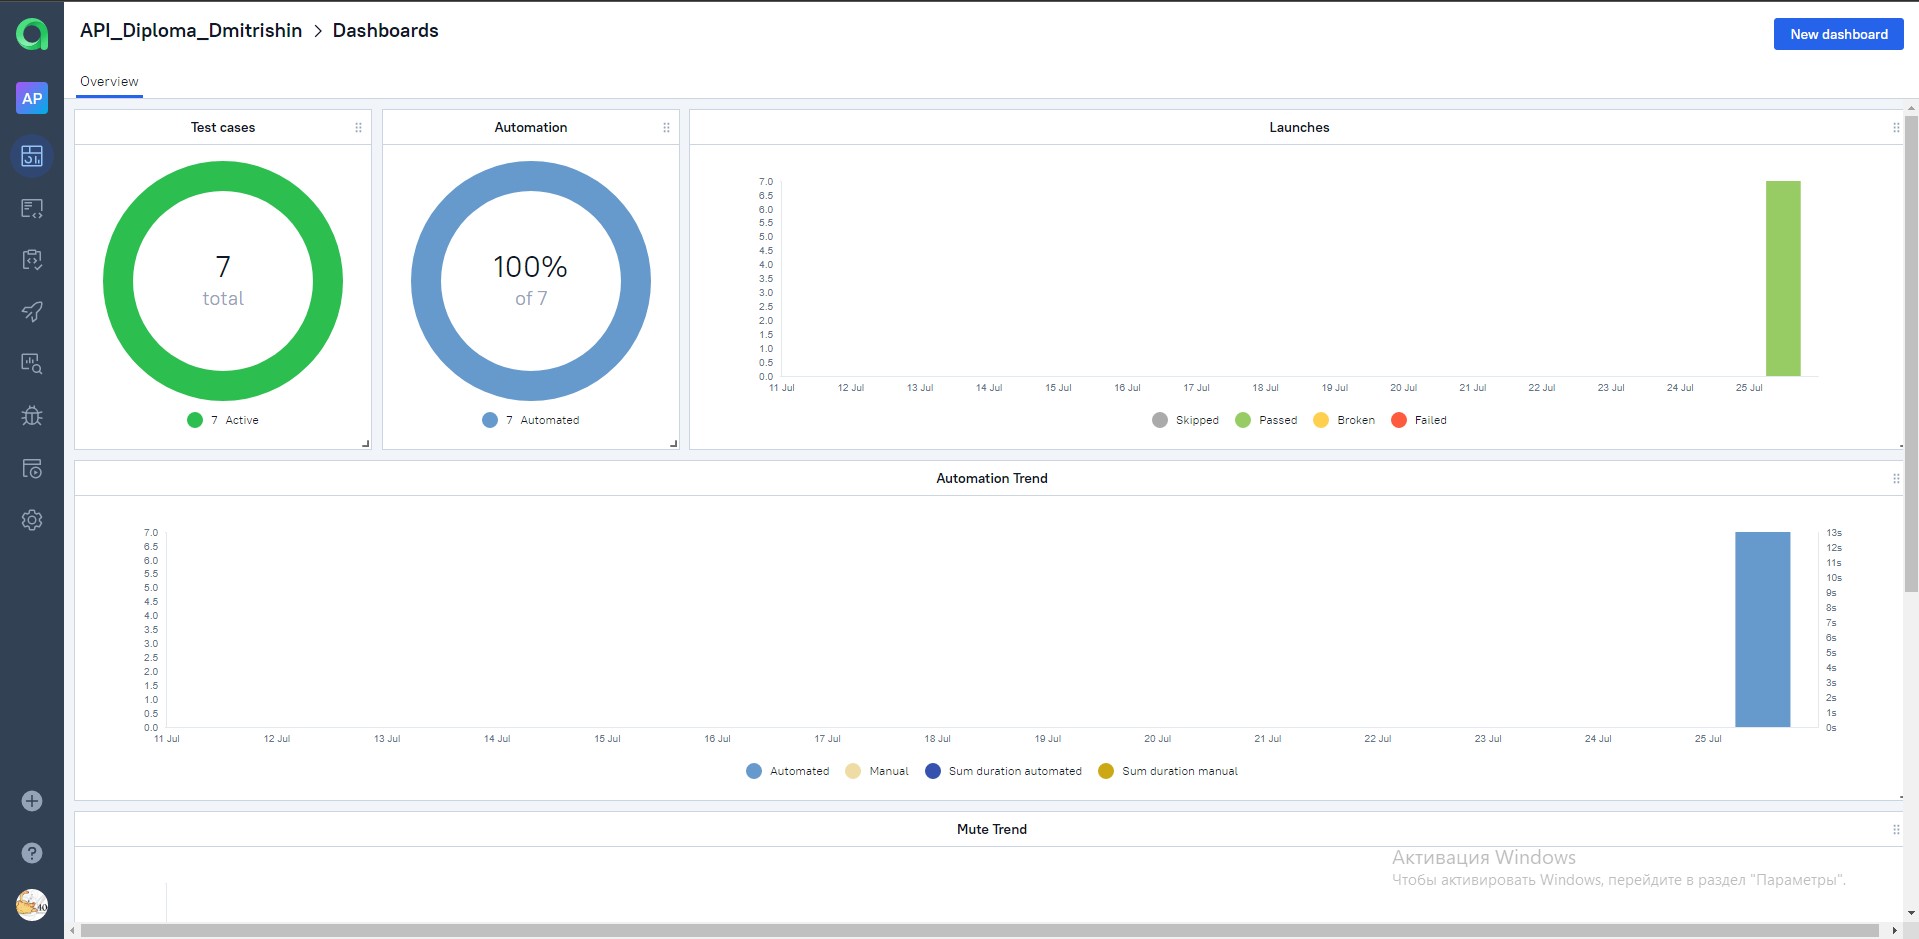 API_Diploma_Dmitrishin > Dashboards
New dashboard
Overview
AP
Test cases
7
total
7 Active
Automation
100%
of 7
7 Automated
Launches
7.0
6.5
6.0
5.5
5.0
4.5
4.0
3.5
3.0
2.5
2.0
1.5
1.0
0.5
0.0
11 Jul 12 Jul 13 Jul 14 Jul 15 Jul 16 Jul 17 Jul 18 Jul 19 Jul 20 Jul 21 Jul 22 Jul 23 Jul 24 Jul 25 Jul
Skipped Passed Broken Failed
Automation Trend
7.0
6.5
6.0
5.5
5.0
4.5
4.0
3.5
3.0
2.5
2.0
1.5
1.0
0.5
0.0
13s
12s
11s
10s
9s
8s
7s
6s
5s
4s
3s
2s
1s
0s
11 Jul 12 Jul 13 Jul 14 Jul 15 Jul 16 Jul 17 Jul 18 Jul 19 Jul 20 Jul 21 Jul 22 Jul 23 Jul 24 Jul 25 Jul
Automated Manual Sum duration automated Sum duration manual
Mute Trend
Активация Windows
Чтобы активировать Windows, перейдите в раздел "Параметры".